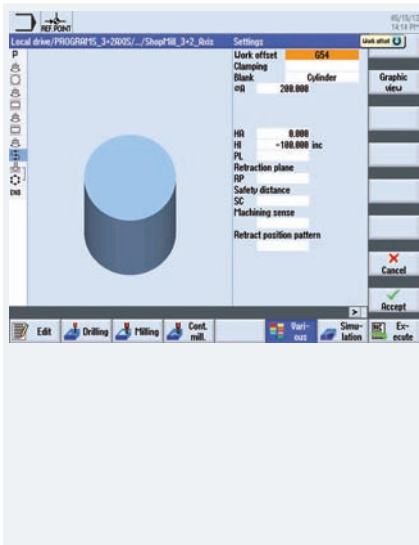 REF. POINT
05/10/12
14:14 PM
Local drive/PROGRAMS_3+2AXIS/.../ShopMill_3+2_Axis
Settings
Work offset
P
Work offset G54
Clamping
Blank Cylinder
Graphic view
⌀A 200.000
HA 0.000
HI -100.000 inc
PL
Retraction plane
RP
Safety distance
SC
Machining sense
Retract position pattern
END
Cancel
Accept
Edit
Drilling
Milling
Cont. mill.
Vari-ous
Simu-lation
NC
Ex-ecute